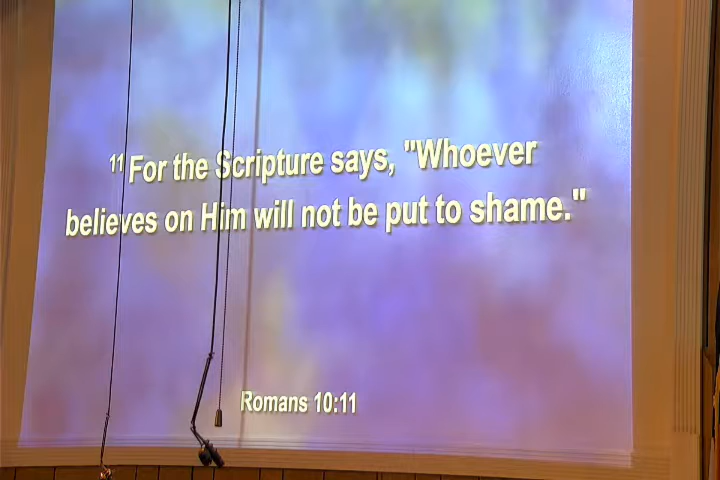 11 For the Scripture says, "Whoever
believes on Him will not be put to shame."
Romans 10:11